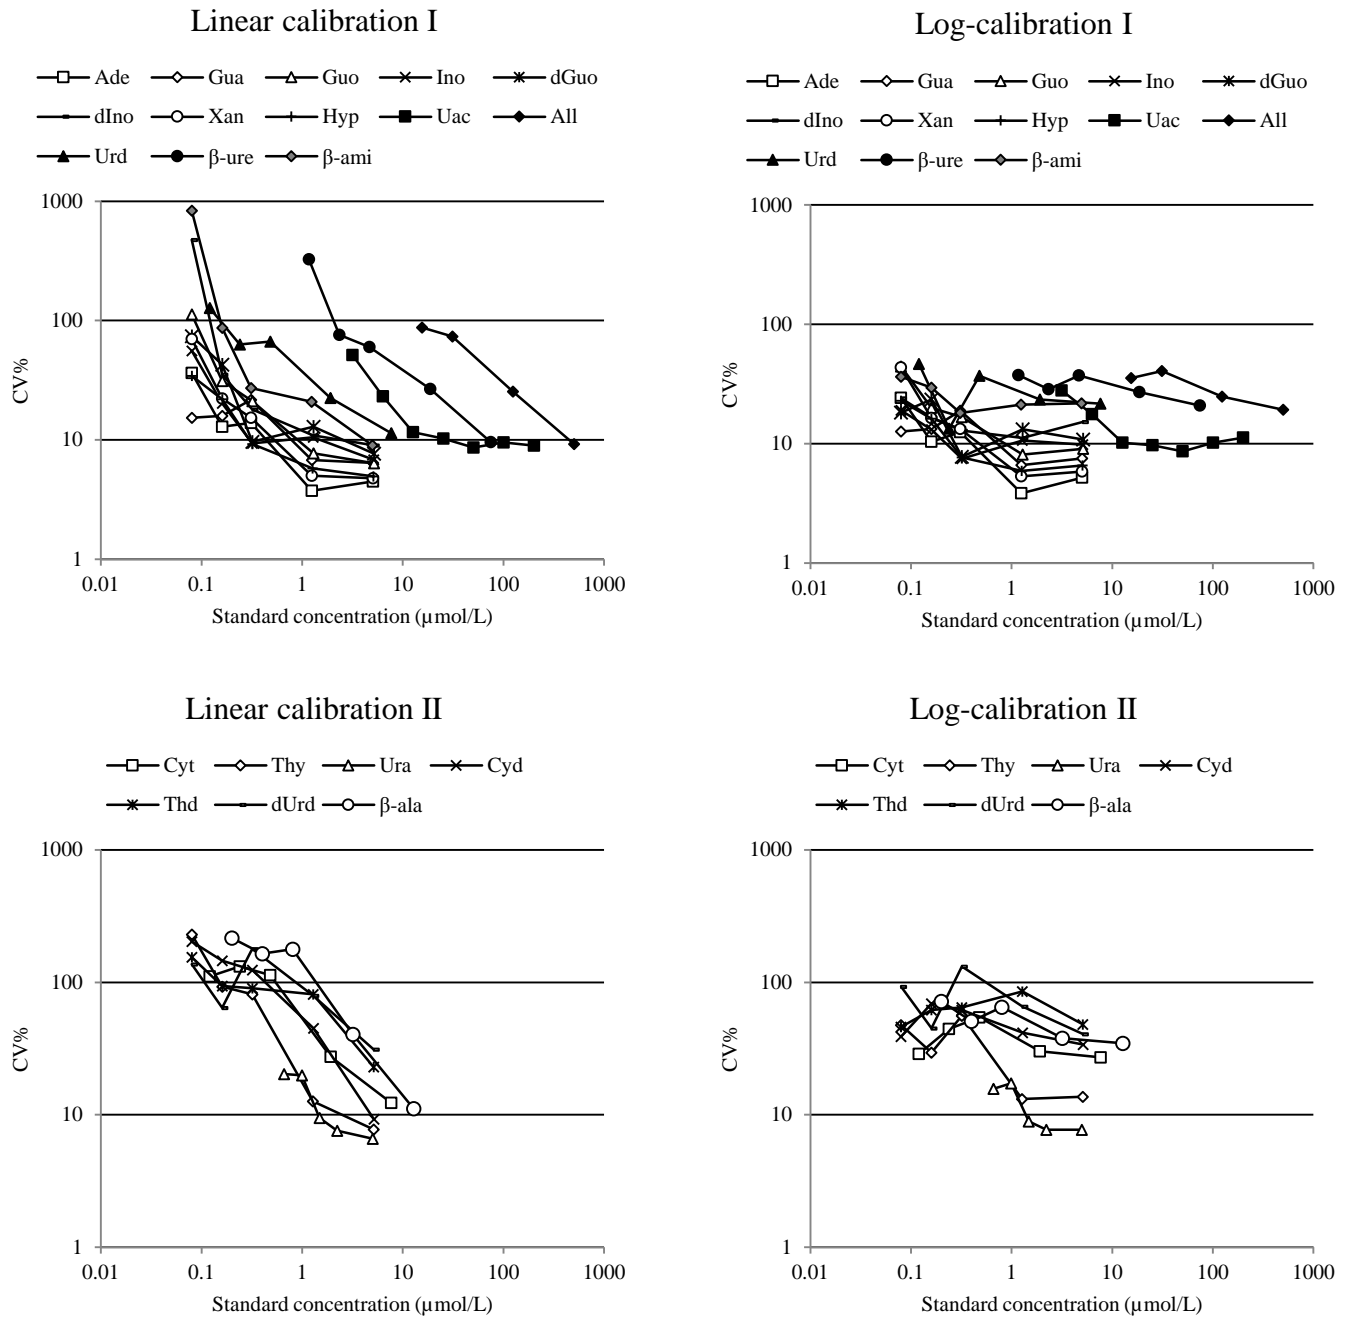 Linear calibration I
Ade Gua Guo Ino dGuo
dIno Xan Hyp Uac All
Urd β-ure β-ami
1000
100
10
1
CV%
0.01 0.1 1 10 100 1000
Standard concentration (µmol/L)
Log-calibration I
Ade Gua Guo Ino dGuo
dIno Xan Hyp Uac All
Urd β-ure β-ami
1000
100
10
1
CV%
0.01 0.1 1 10 100 1000
Standard concentration (µmol/L)
Linear calibration II
Cyt Thy Ura Cyd
Thd dUrd β-ala
1000
100
10
1
CV%
0.01 0.1 1 10 100 1000
Standard concentration (µmol/L)
Log-calibration II
Cyt Thy Ura Cyd
Thd dUrd β-ala
1000
100
10
1
CV%
0.01 0.1 1 10 100 1000
Standard concentration (µmol/L)